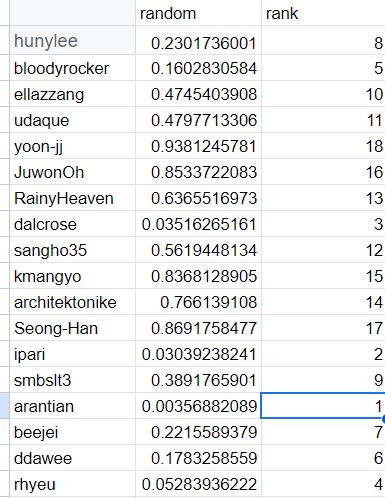 random rank
hunylee 0.2301736001 8
bloodyrocker 0.1602830584 5
ellazzang 0.4745403908 10
udaque 0.4797713306 11
yoon-jj 0.9381245781 18
JuwonOh 0.8533722083 16
RainyHeaven 0.6365516973 13
dalcrose 0.03516265161 3
sangho35 0.5619448134 12
kmangyo 0.8368128905 15
architektonike 0.766139108 14
Seong-Han 0.8691758477 17
ipari 0.03039238241 2
smbslt3 0.3891765901 9
arantian 0.00356882089 1
beejei 0.2215589379 7
ddawee 0.1783258559 6
rhyeu 0.05283936222 4